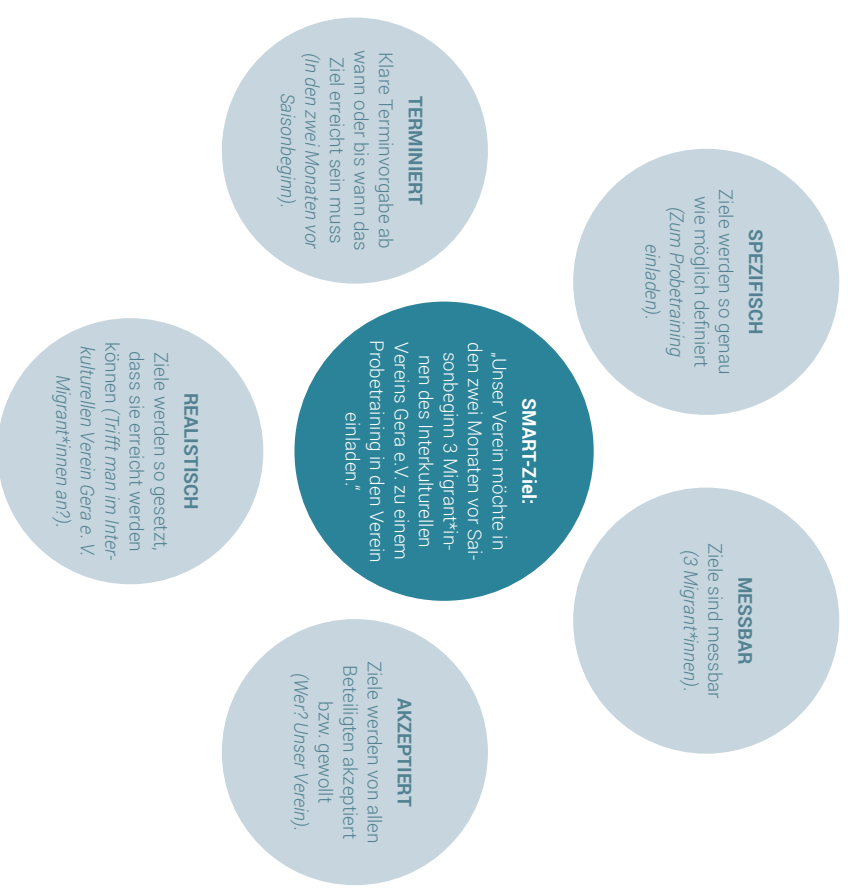 SPEZIFISCH
Ziele werden so genau
wie möglich definiert
(Zum Probetraining
einladen).
MESSBAR
Ziele sind messbar
(3 Migrant*innen).
AKZEPTIERT
Ziele werden von allen
Beteiligten akzeptiert
bzw. gewollt
(Wer? Unser Verein).
REALISTISCH
Ziele werden so gesetzt,
dass sie erreicht werden
können (Trifft man im Inter-
kulturellen Verein Gera e. V.
Migrant*innen an?).
TERMINIERT
Klare Terminvorgabe ab
wann oder bis wann das
Ziel erreicht sein muss
(In den zwei Monaten vor
Saisonbeginn).
SMART-Ziel:
„Unser Verein möchte in
den zwei Monaten vor Sai-
sonbeginn 3 Migrant*in-
nen des Interkulturellen
Vereins Gera e.V. zu einem
Probetraining in den Verein
einladen.“